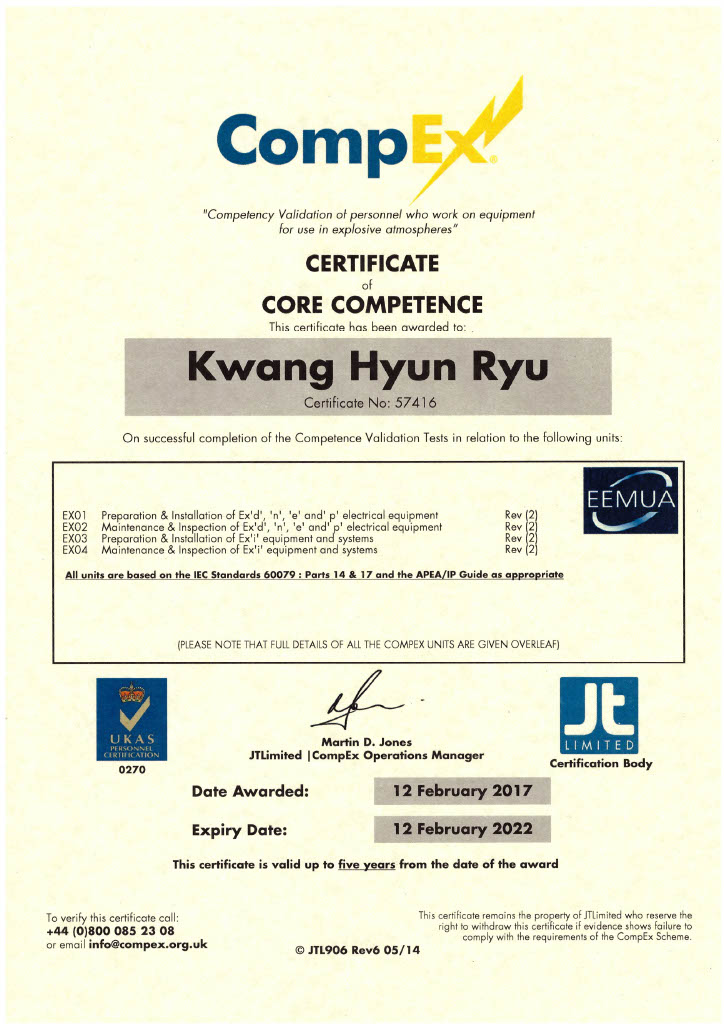 CompEx®
"Competency Validation of personnel who work on equipment
for use in explosive atmospheres"
CERTIFICATE
of
CORE COMPETENCE
This certificate has been awarded to:
Kwang Hyun Ryu
Certificate No: 57416
On successful completion of the Competence Validation Tests in relation to the following units:
EEMUA
EX01 Preparation & Installation of Ex'd', 'n', 'e' and' p' electrical equipment Rev (2)
EX02 Maintenance & Inspection of Ex'd', 'n', 'e' and' p' electrical equipment Rev (2)
EX03 Preparation & Installation of Ex'i' equipment and systems Rev (2)
EX04 Maintenance & Inspection of Ex'i' equipment and systems Rev (2)
All units are based on the IEC Standards 60079 : Parts 14 & 17 and the APEA/IP Guide as appropriate
(PLEASE NOTE THAT FULL DETAILS OF ALL THE COMPEX UNITS ARE GIVEN OVERLEAF)
UKAS
PERSONNEL
CERTIFICATION
0270
Martin D. Jones
JTLimited |CompEx Operations Manager
Jt
LIMITED
Certification Body
Date Awarded: 12 February 2017
Expiry Date: 12 February 2022
This certificate is valid up to five years from the date of the award
To verify this certificate call:
+44 (0)800 085 23 08
or email info@compex.org.uk
© JTL906 Rev6 05/14
This certificate remains the property of JTLimited who reserve the
right to withdraw this certificate if evidence shows failure to
comply with the requirements of the CompEx Scheme.